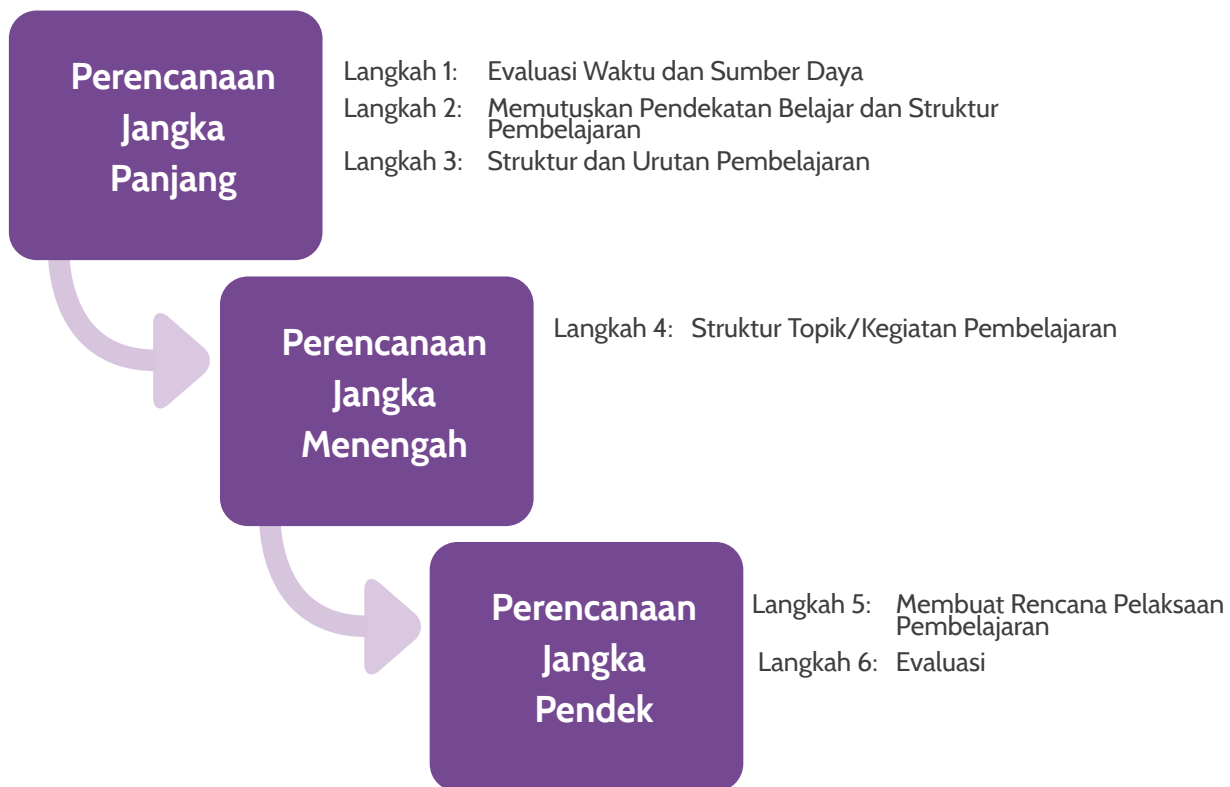 Perencanaan
Jangka
Panjang
Langkah 1: Evaluasi Waktu dan Sumber Daya
Langkah 2: Memutuskan Pendekatan Belajar dan Struktur
Pembelajaran
Langkah 3: Struktur dan Urutan Pembelajaran
Perencanaan
Jangka
Menengah
Langkah 4: Struktur Topik/Kegiatan Pembelajaran
Perencanaan
Jangka
Pendek
Langkah 5: Membuat Rencana Pelaksaan
Pembelajaran
Langkah 6: Evaluasi